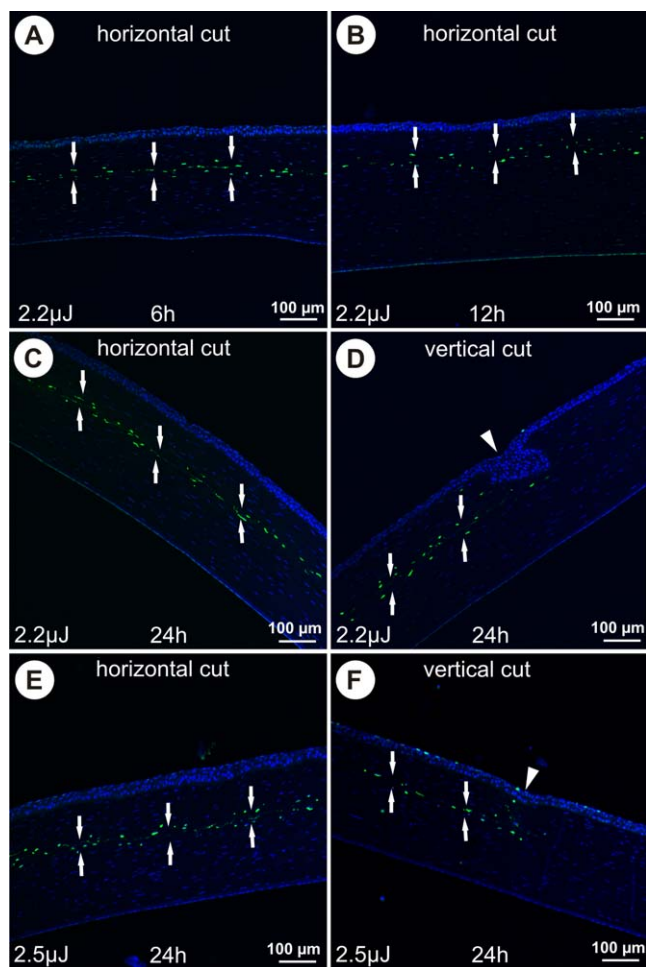 A
horizontal cut
2.2µJ
6h
100 µm
B
horizontal cut
2.2µJ
12h
100 µm
C
horizontal cut
2.2µJ
24h
100 µm
D
vertical cut
2.2µJ
24h
100 µm
E
horizontal cut
2.5µJ
24h
100 µm
F
vertical cut
2.5µJ
24h
100 µm